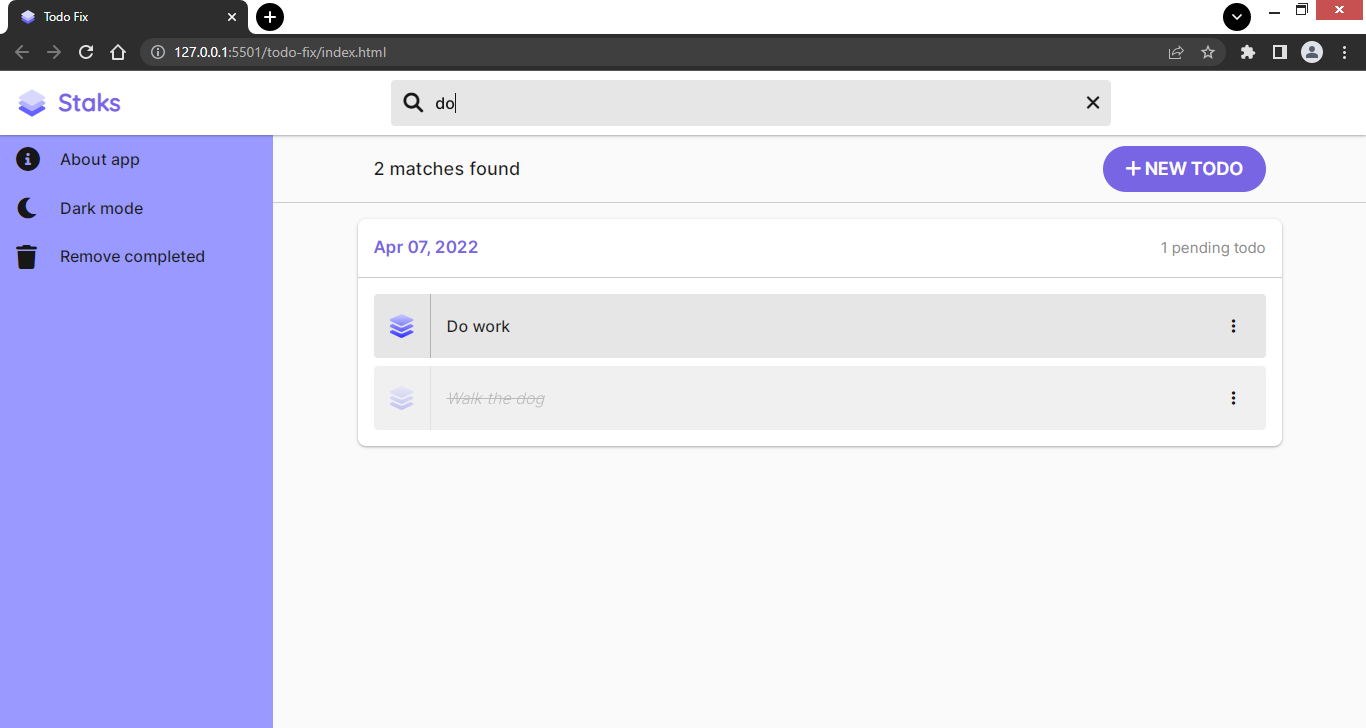 Todo Fix
127.0.0.1:5501/todo-fix/index.html
Staks
do
About app
Dark mode
Remove completed
2 matches found
NEW TODO
Apr 07, 2022
1 pending todo
Do work
Walk the dog